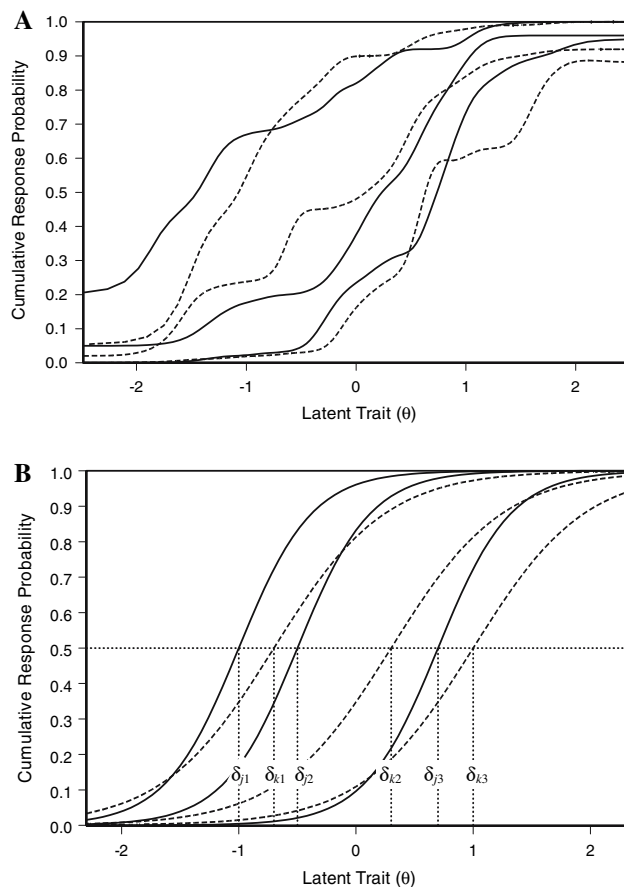 A
Cumulative Response Probability
1.0
0.9
0.8
0.7
0.6
0.5
0.4
0.3
0.2
0.1
0.0
-2 -1 0 1 2
Latent Trait (θ)
B
Cumulative Response Probability
1.0
0.9
0.8
0.7
0.6
0.5
0.4
0.3
0.2
0.1
0.0
δj1 δk1 δj2 δk2 δj3 δk3
-2 -1 0 1 2
Latent Trait (θ)